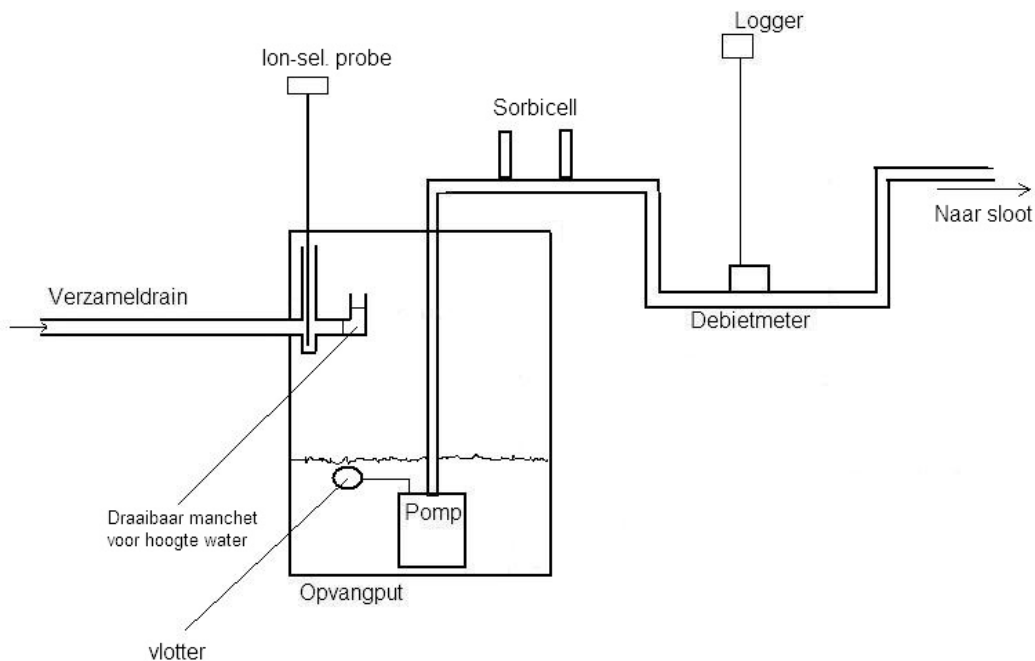 Logger
Ion-sel. probe
Sorbicell
Naar sloot
Verzameldrain
Debietmeter
Draaibaar manchet
voor hoogte water
Pomp
Opvangput
vlotter